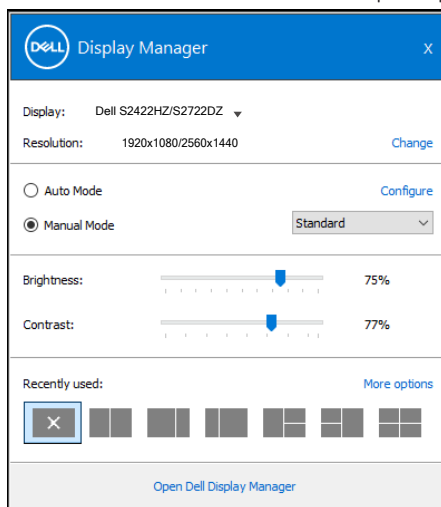 DELL Display Manager X
Display: Dell S2422HZ/S2722DZ
Resolution: 1920x1080/2560x1440 Change
Auto Mode Configure
Manual Mode Standard
Brightness: 75%
Contrast: 77%
Recently used: More options
Open Dell Display Manager